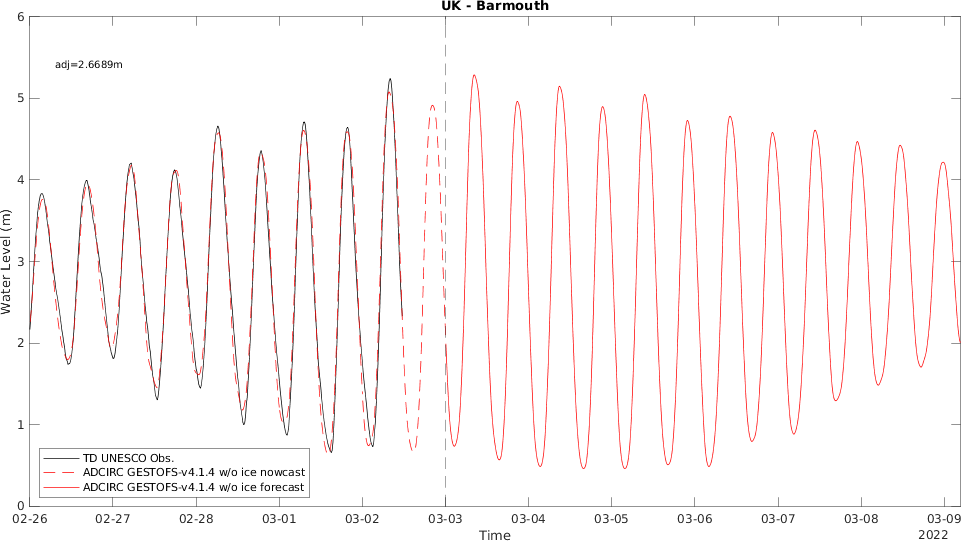 UK - Barmouth
adj=2.6689m
Water Level (m)
6
5
4
3
2
1
0
TD UNESCO Obs.
ADCIRC GESTOFS-v4.1.4 w/o ice nowcast
ADCIRC GESTOFS-v4.1.4 w/o ice forecast
02-26 02-27 02-28 03-01 03-02 03-03 03-04 03-05 03-06 03-07 03-08 03-09
Time
2022